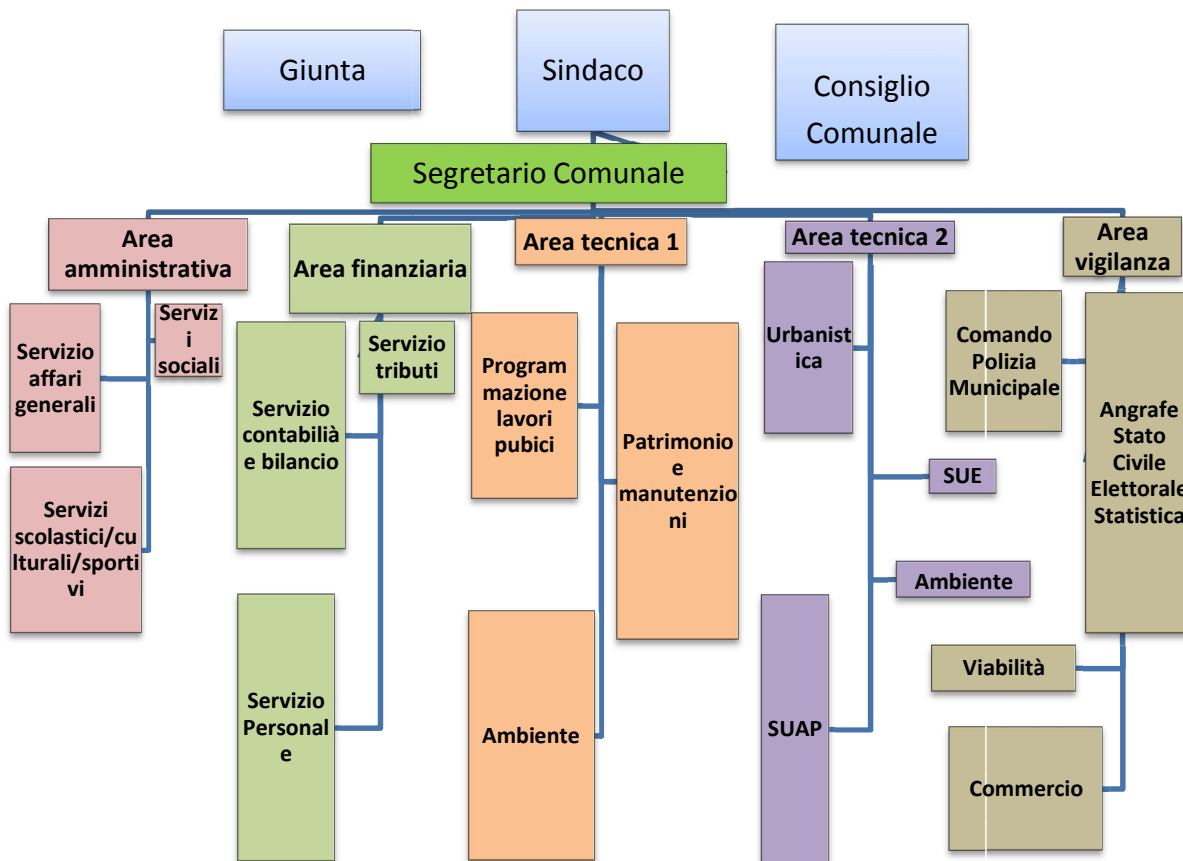 Giunta
Sindaco
Consiglio
Comunale
Segretario Comunale
Area
amministrativa
Servizio
affari
generali
Serviz
i
sociali
Servizi
scolastici/cu
lturali/sporti
vi
Area finanziaria
Servizio
tributi
Servizio
contabilià
e bilancio
Servizio
Personal
e
Area tecnica 1
Program
mazione
lavori
pubici
Patrimonio
e
manutenzio
ni
Ambiente
Area tecnica 2
Urbanist
ica
SUE
Ambiente
SUAP
Area
vigilanza
Comando
Polizia
Municipale
Angrafe
Stato
Civile
Elettorale
Statistica
Viabilità
Commercio